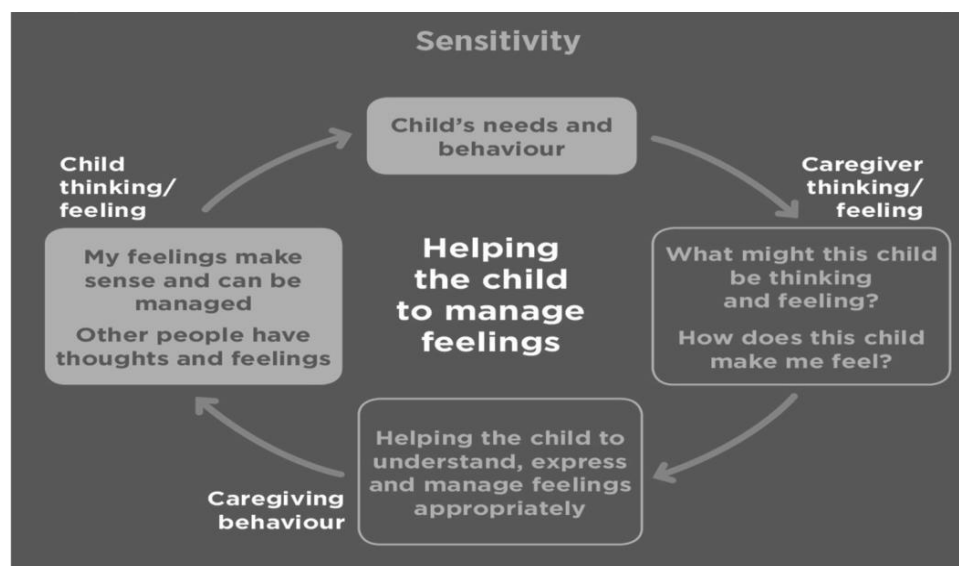 Sensitivity
Child's needs and
behaviour
Child
thinking/
feeling
Caregiver
thinking/
feeling
My feelings make
sense and can be
managed
Other people have
thoughts and feelings
Helping
the child
to manage
feelings
What might this child
be thinking
and feeling?
How does this child
make me feel?
Helping the child to
understand, express
and manage feelings
appropriately
Caregiving
behaviour